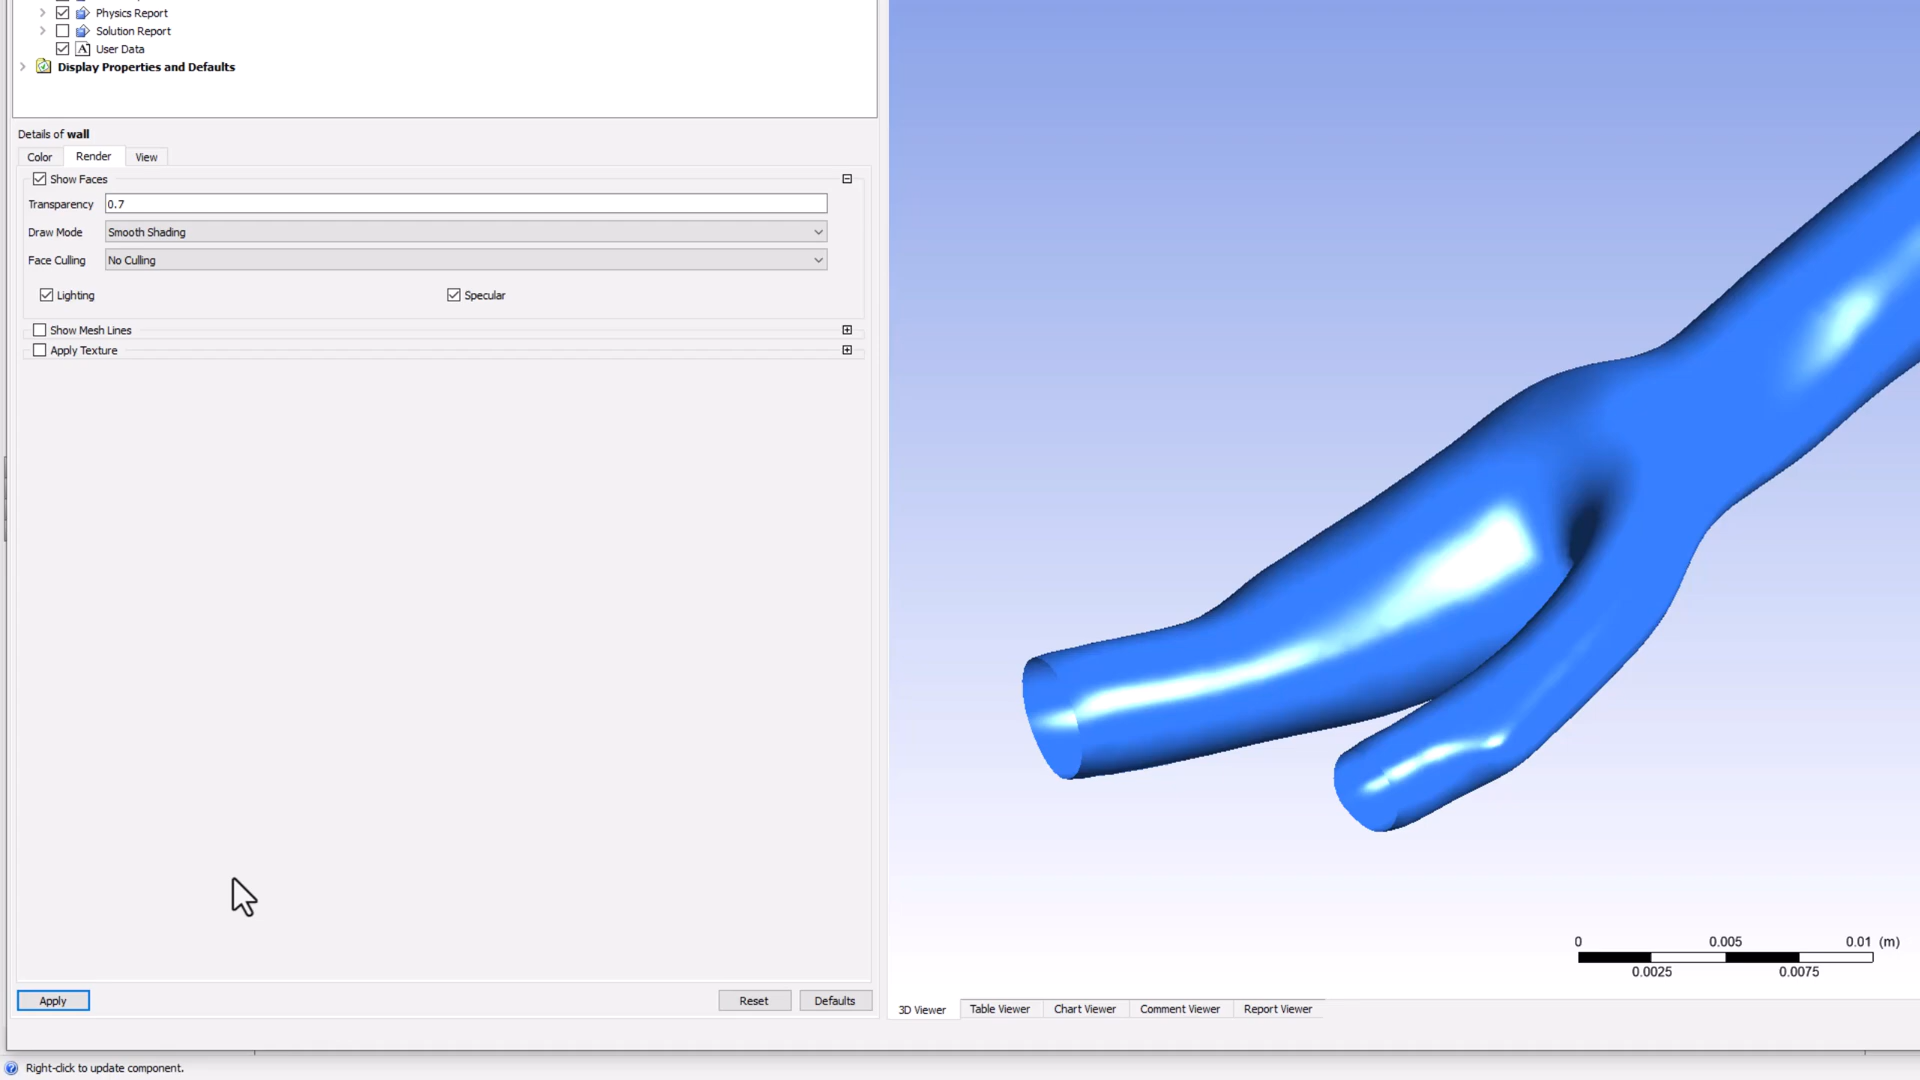 Physics Report
Solution Report
A User Data
Display Properties and Defaults
Details of wall
Color Render View
Show Faces
Transparency 0.7
Draw Mode Smooth Shading
Face Culling No Culling
Lighting Specular
Show Mesh Lines
Apply Texture
0 0.005 0.01 (m)
0.0025 0.0075
Apply Reset Defaults
3D Viewer Table Viewer Chart Viewer Comment Viewer Report Viewer
Right-click to update component.